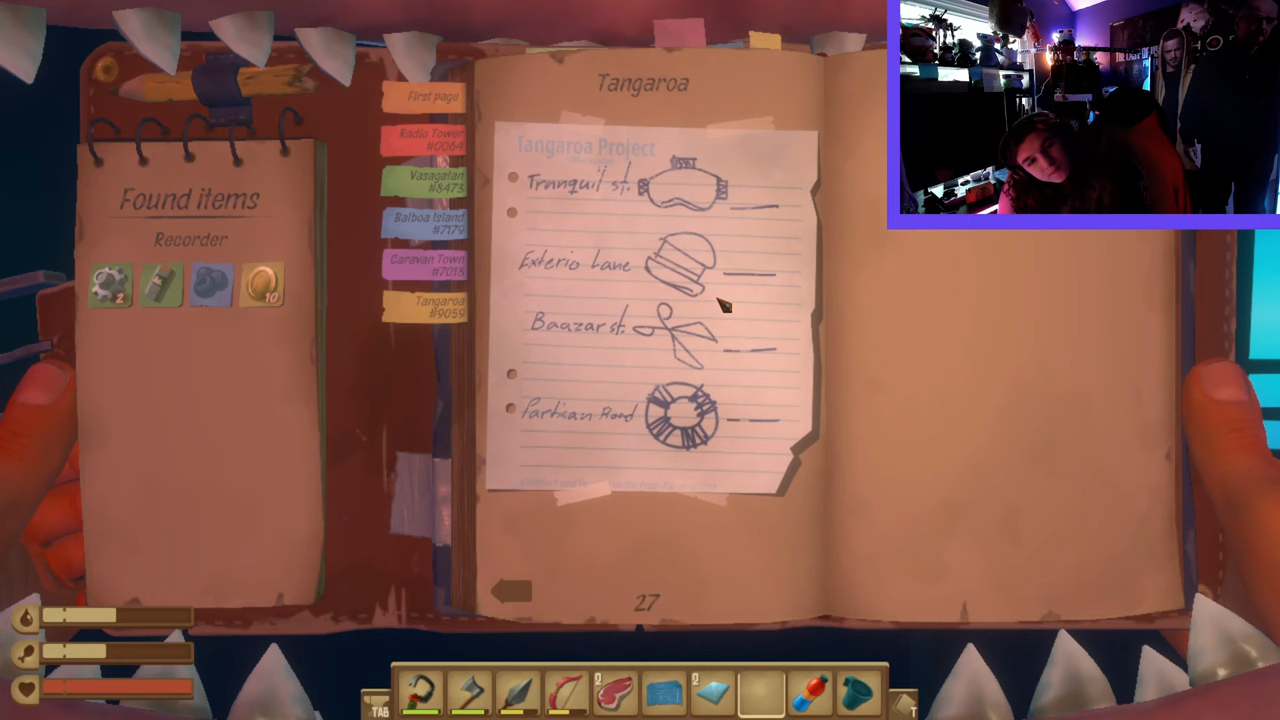 Tangaroa
First page
Tangaroa Project
Radio Tower
#0064
Tranquil st.
Vasagatan
#8473
Found items
Balboa Island
#7179
Recorder
Exterio Lane
Caravan Town
#7018
2
10
Tangaroa
#9059
Baazar st.
Partisan Road
27
2
2
TAB
T